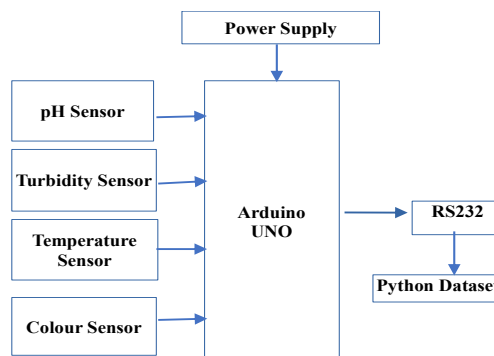 Power Supply
pH Sensor
Turbidity Sensor
Temperature
Sensor
Colour Sensor
Arduino
UNO
RS232
Python Dataset